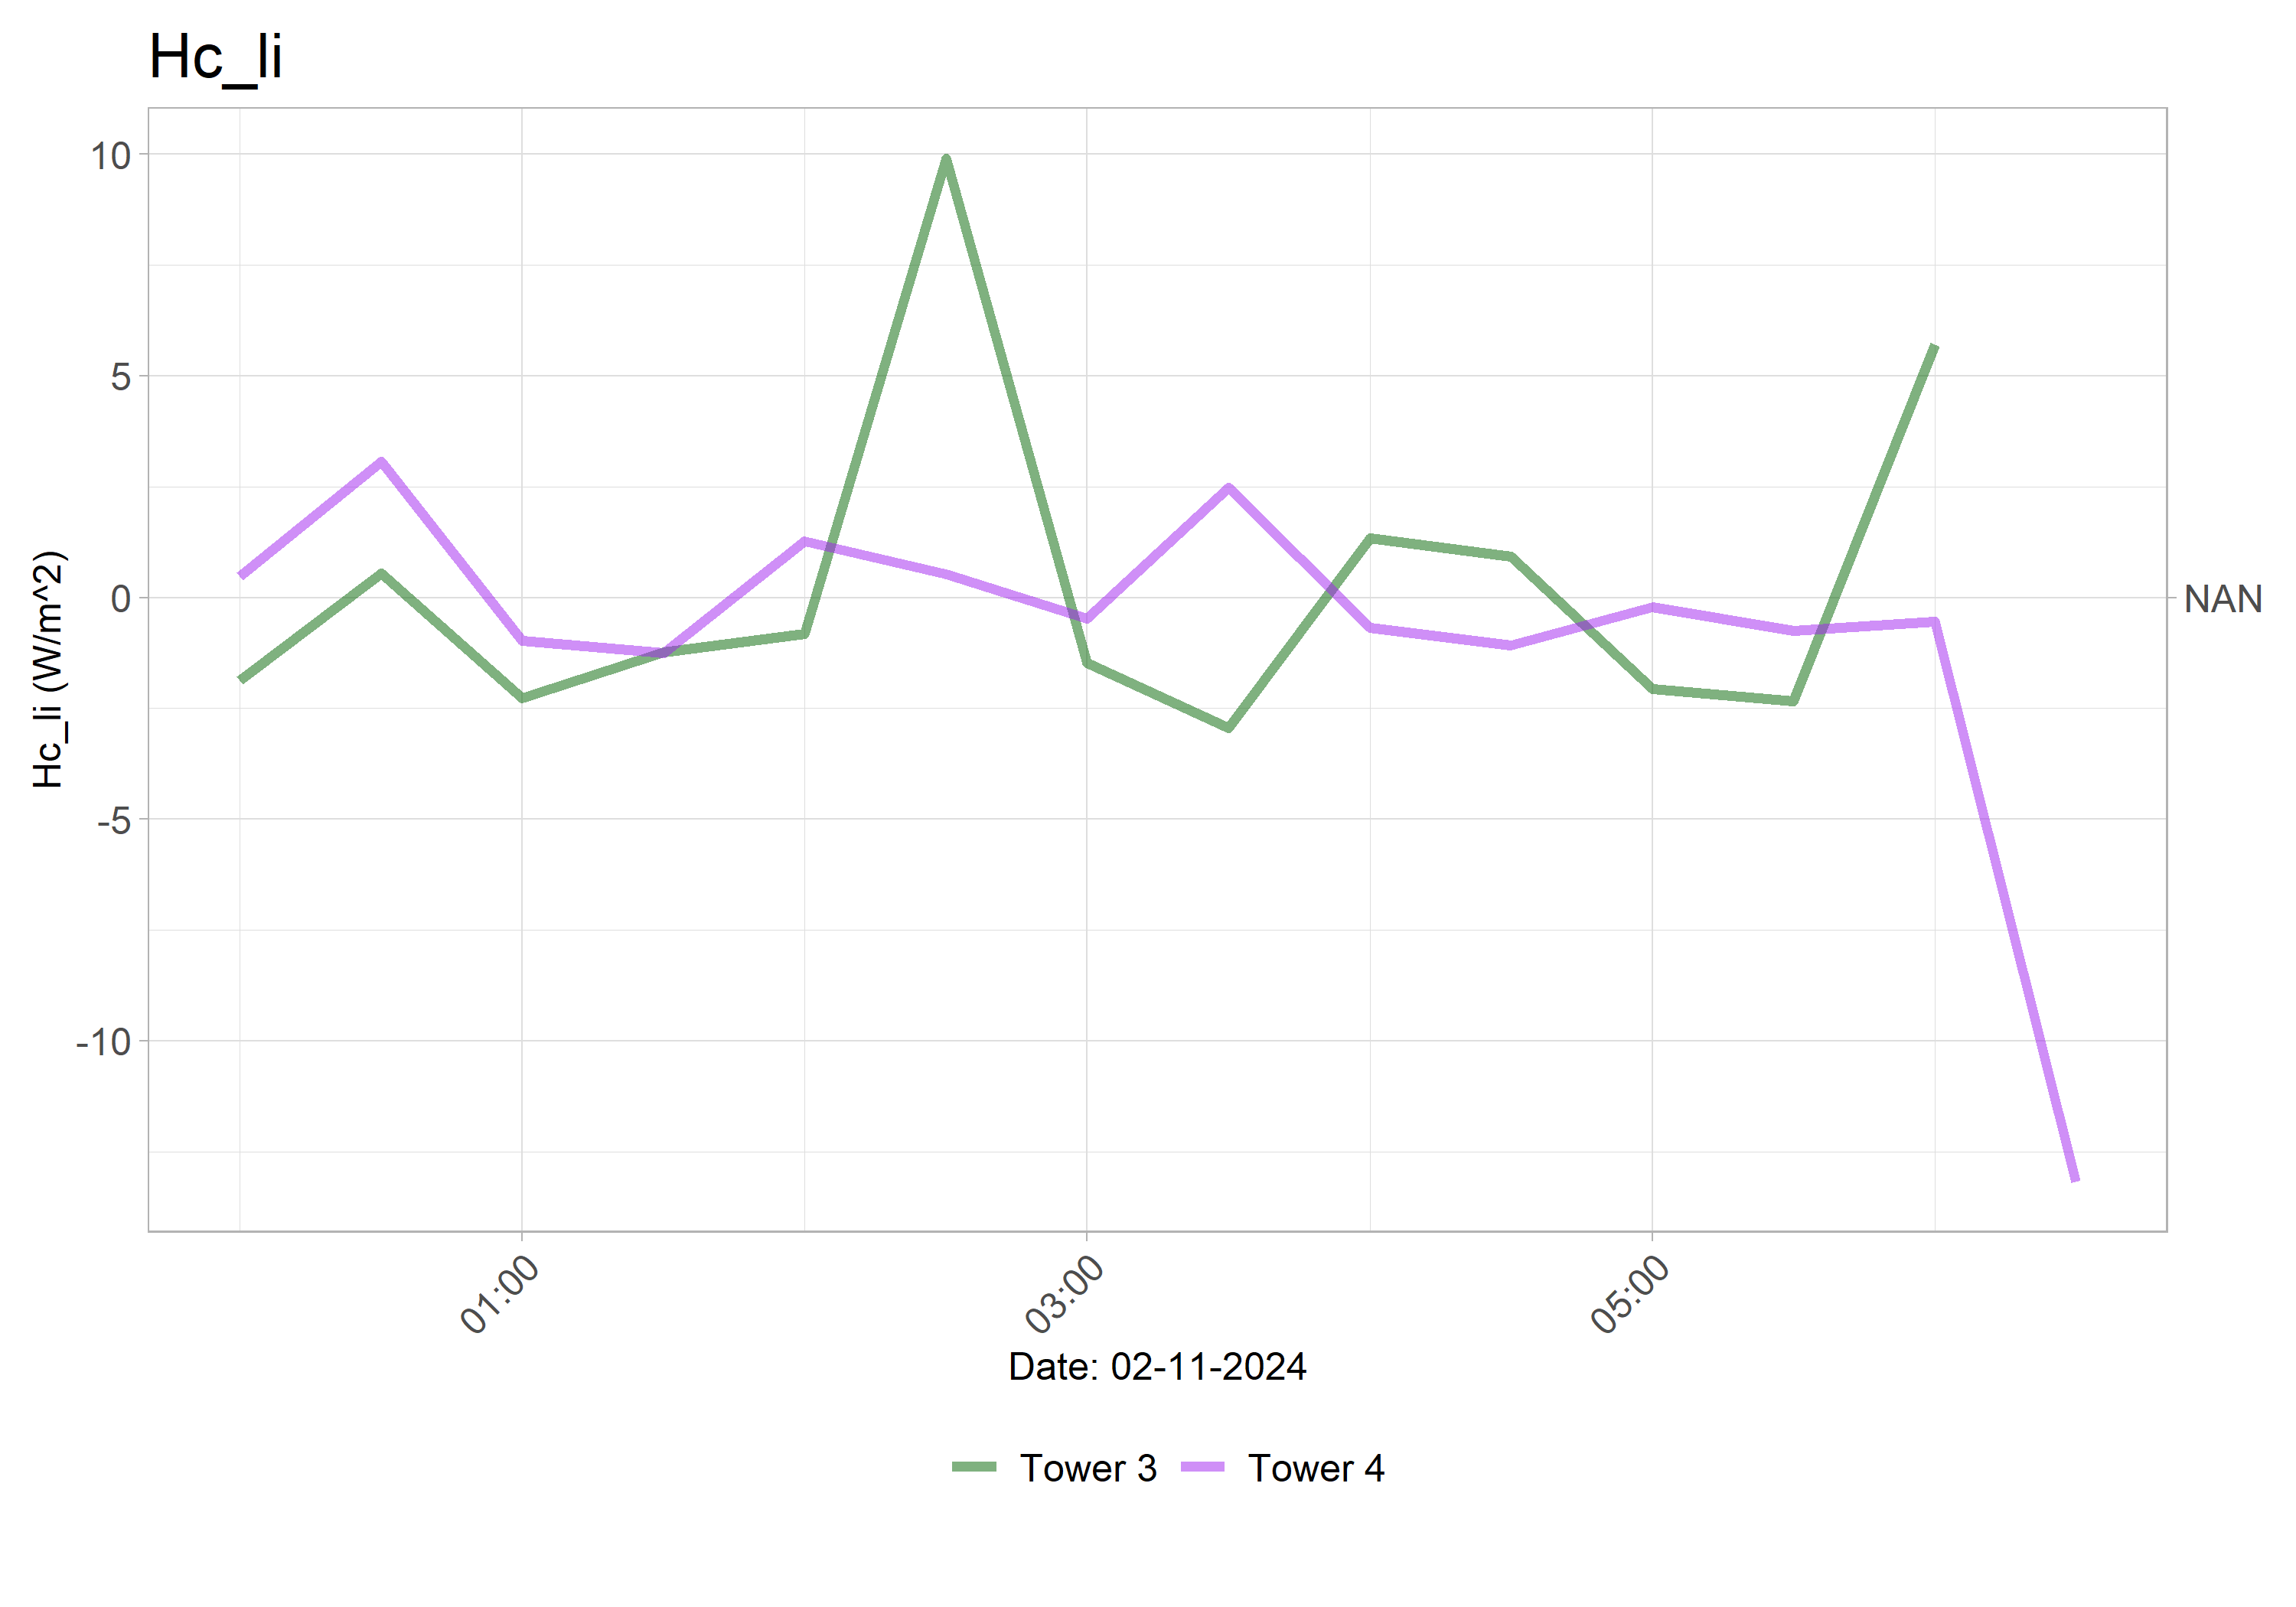 Hc_li
10
5
0
-5
-10
NAN
Hc_li (W/m^2)
01:00
03:00
05:00
Date: 02-11-2024
Tower 3
Tower 4